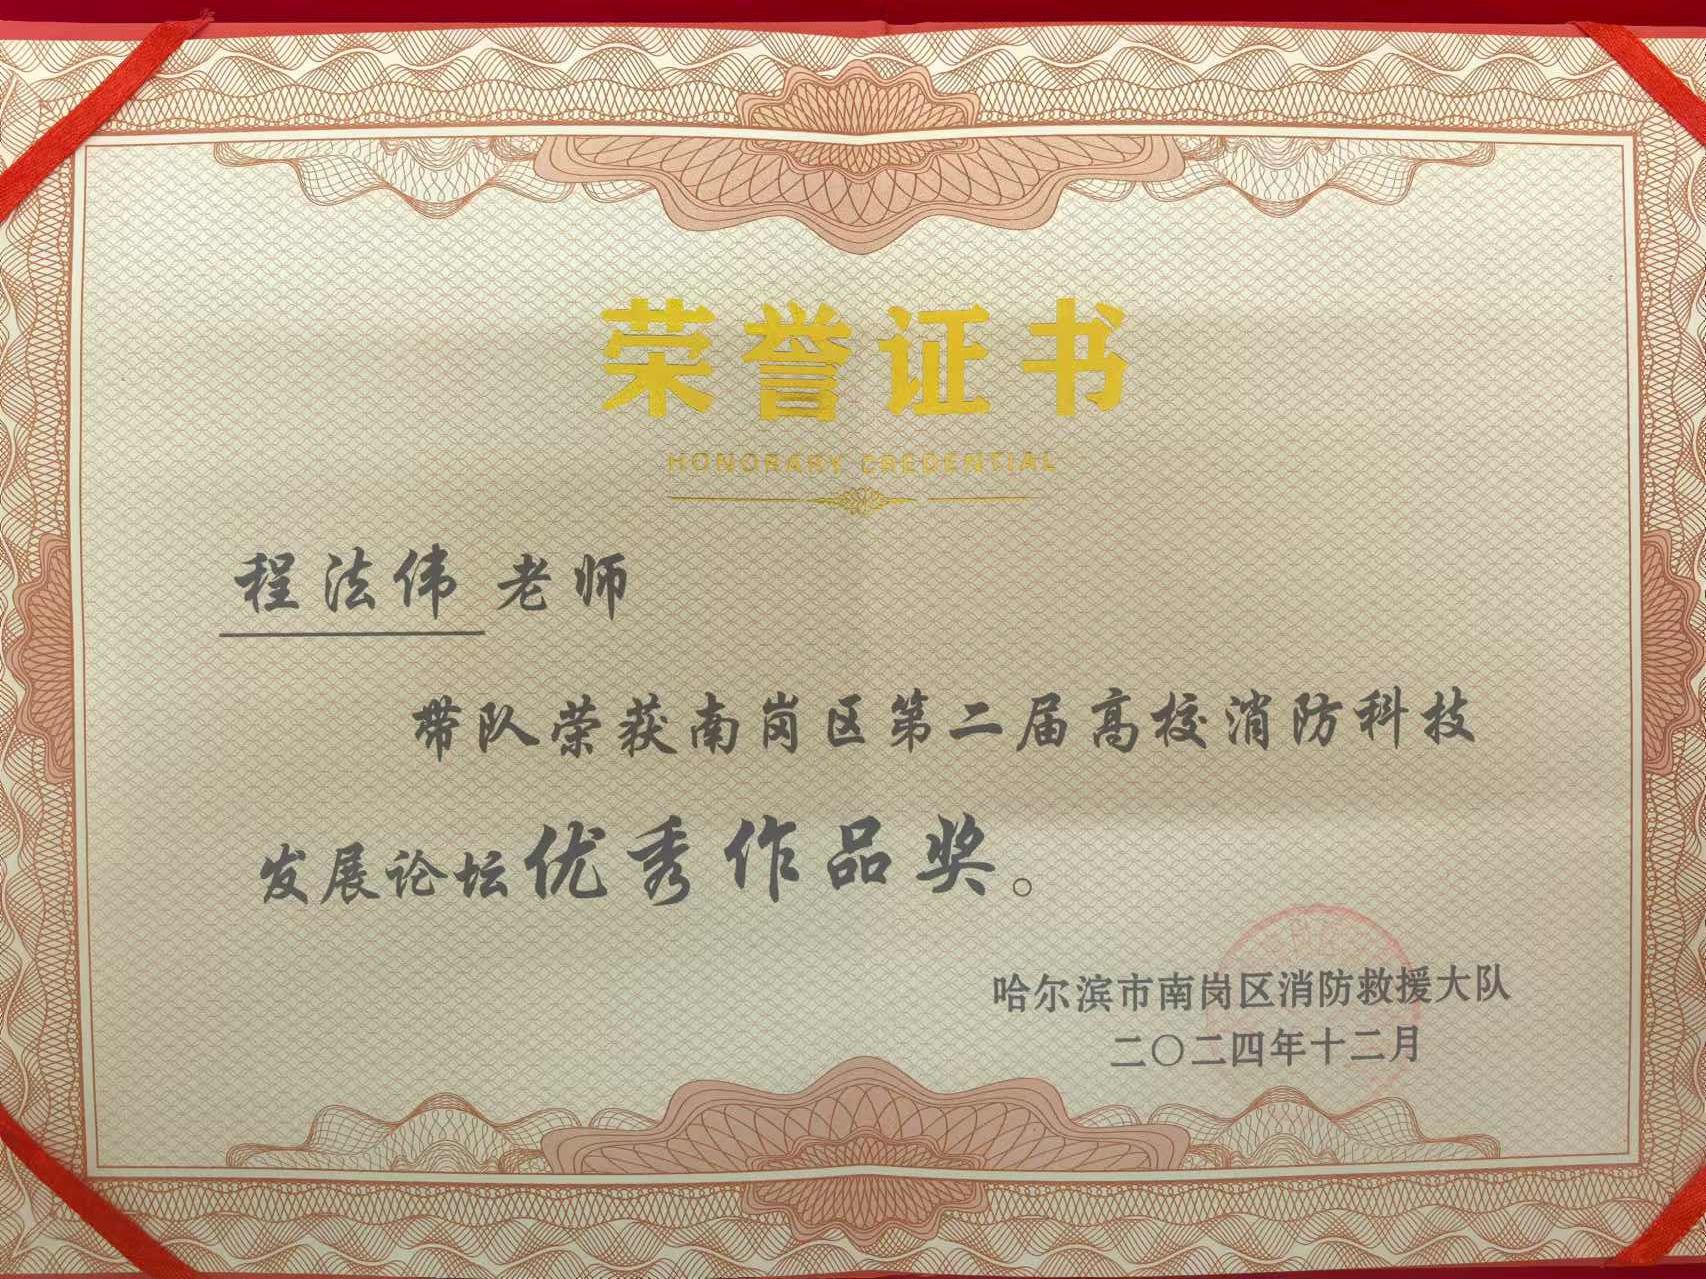 荣誉证书
HONORARY CREDENTIAL
程法伟 老师
带队荣获南岗区第二届高校消防科技
发展论坛优秀作品奖。
哈尔滨市南岗区消防救援大队
二〇二四年十二月